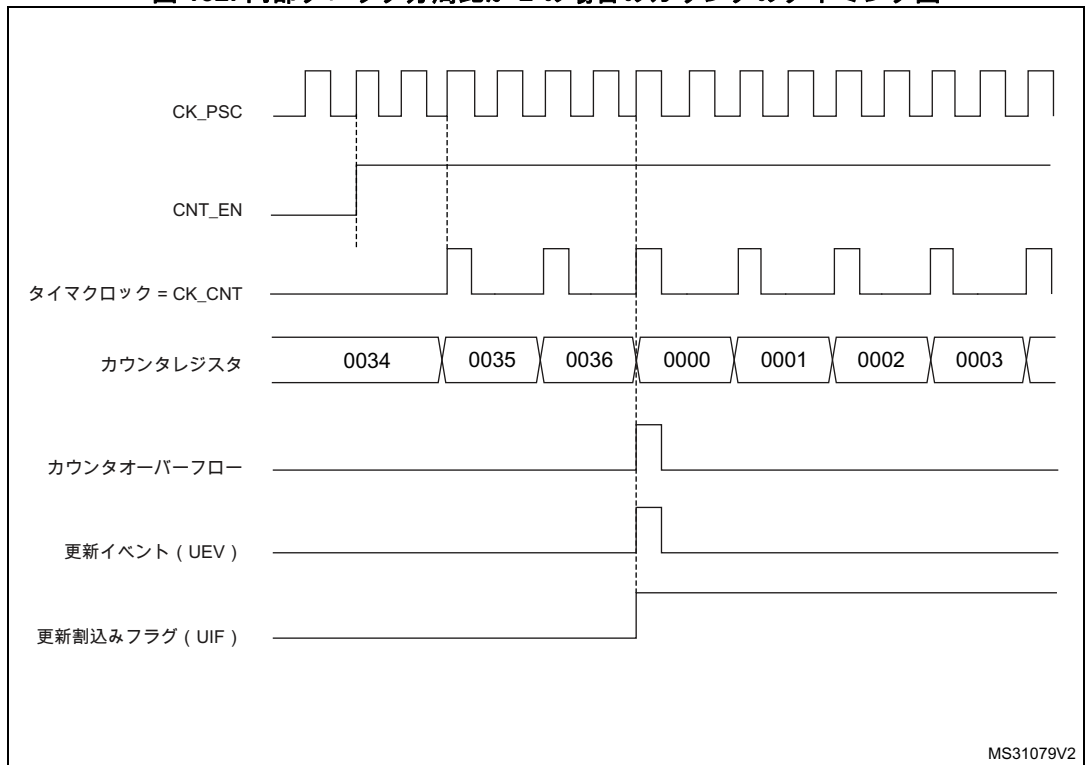 CK_PSC
CNT_EN
タイマクロック = CK_CNT
カウンタレジスタ
0034 0035 0036 0000 0001 0002 0003
カウンタオーバーフロー
更新イベント ( UEV )
更新割込みフラグ ( UIF )
MS31079V2